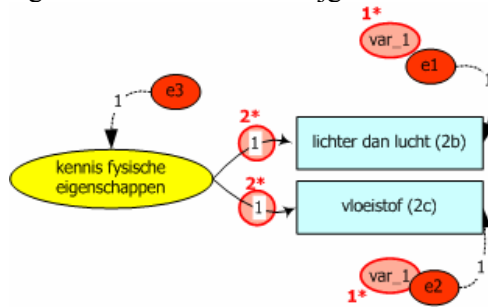 1*
var_1
e1
1
e3
1
2*
1
lichter dan lucht (2b)
kennis fysische
eigenschappen
2*
1
vloeistof (2c)
1
var_1
e2
1*